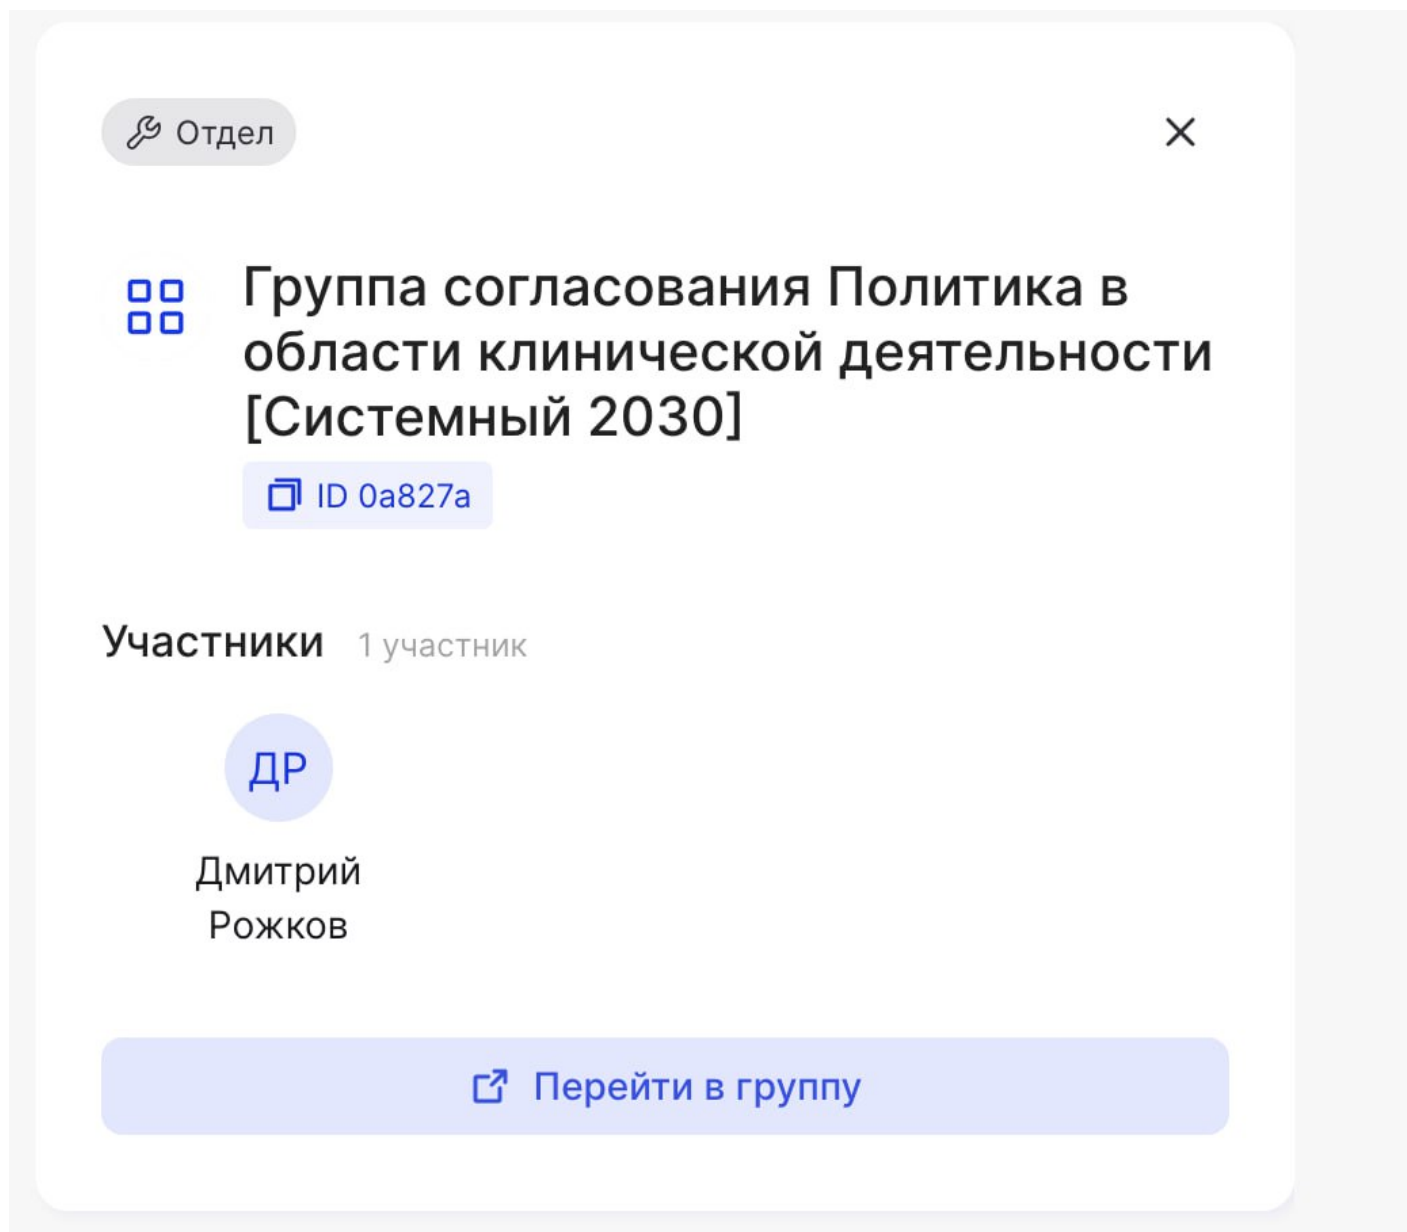 Отдел
Группа согласования Политика в
области клинической деятельности
[Системный 2030]
ID 0a827a
Участники 1 участник
ДР
Дмитрий
Рожков
Перейти в группу